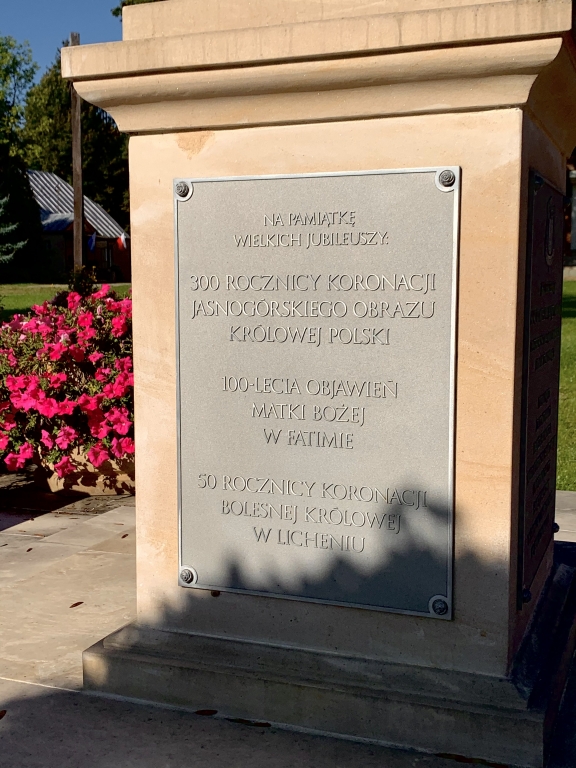 NA PAMIĄTKĘ
WIELKICH JUBILEUSZY:
300 ROCZNICY KORONACJI
JASNOGÓRSKIEGO OBRAZU
KRÓLOWEJ POLSKI
100-LECIA OBJAWIEŃ
MATKI BOŻEJ
W FATIMIE
50 ROCZNICY KORONACJI
BOLESNEJ KRÓLOWEJ
W LICHENIU